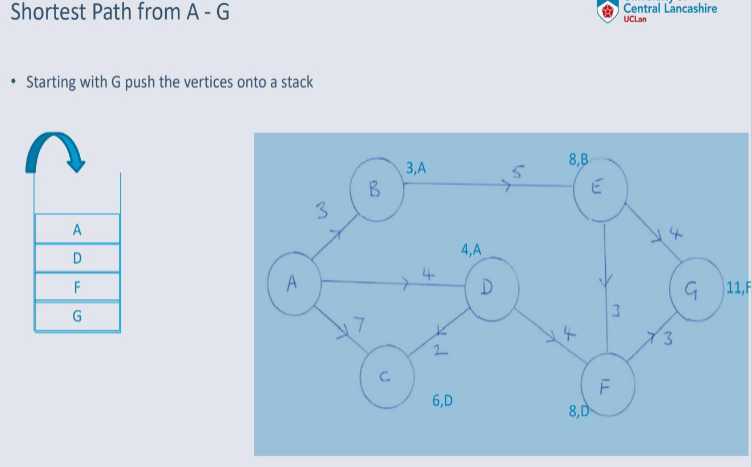 Shortest Path from A - G
Central Lancashire
UCLan
• Starting with G push the vertices onto a stack
A
D
F
G
3,A
5
8,B
B
E
3
4
4,A
4
A
D
G
11,F
7
2
4
3
3
C
F
6,D
8,D